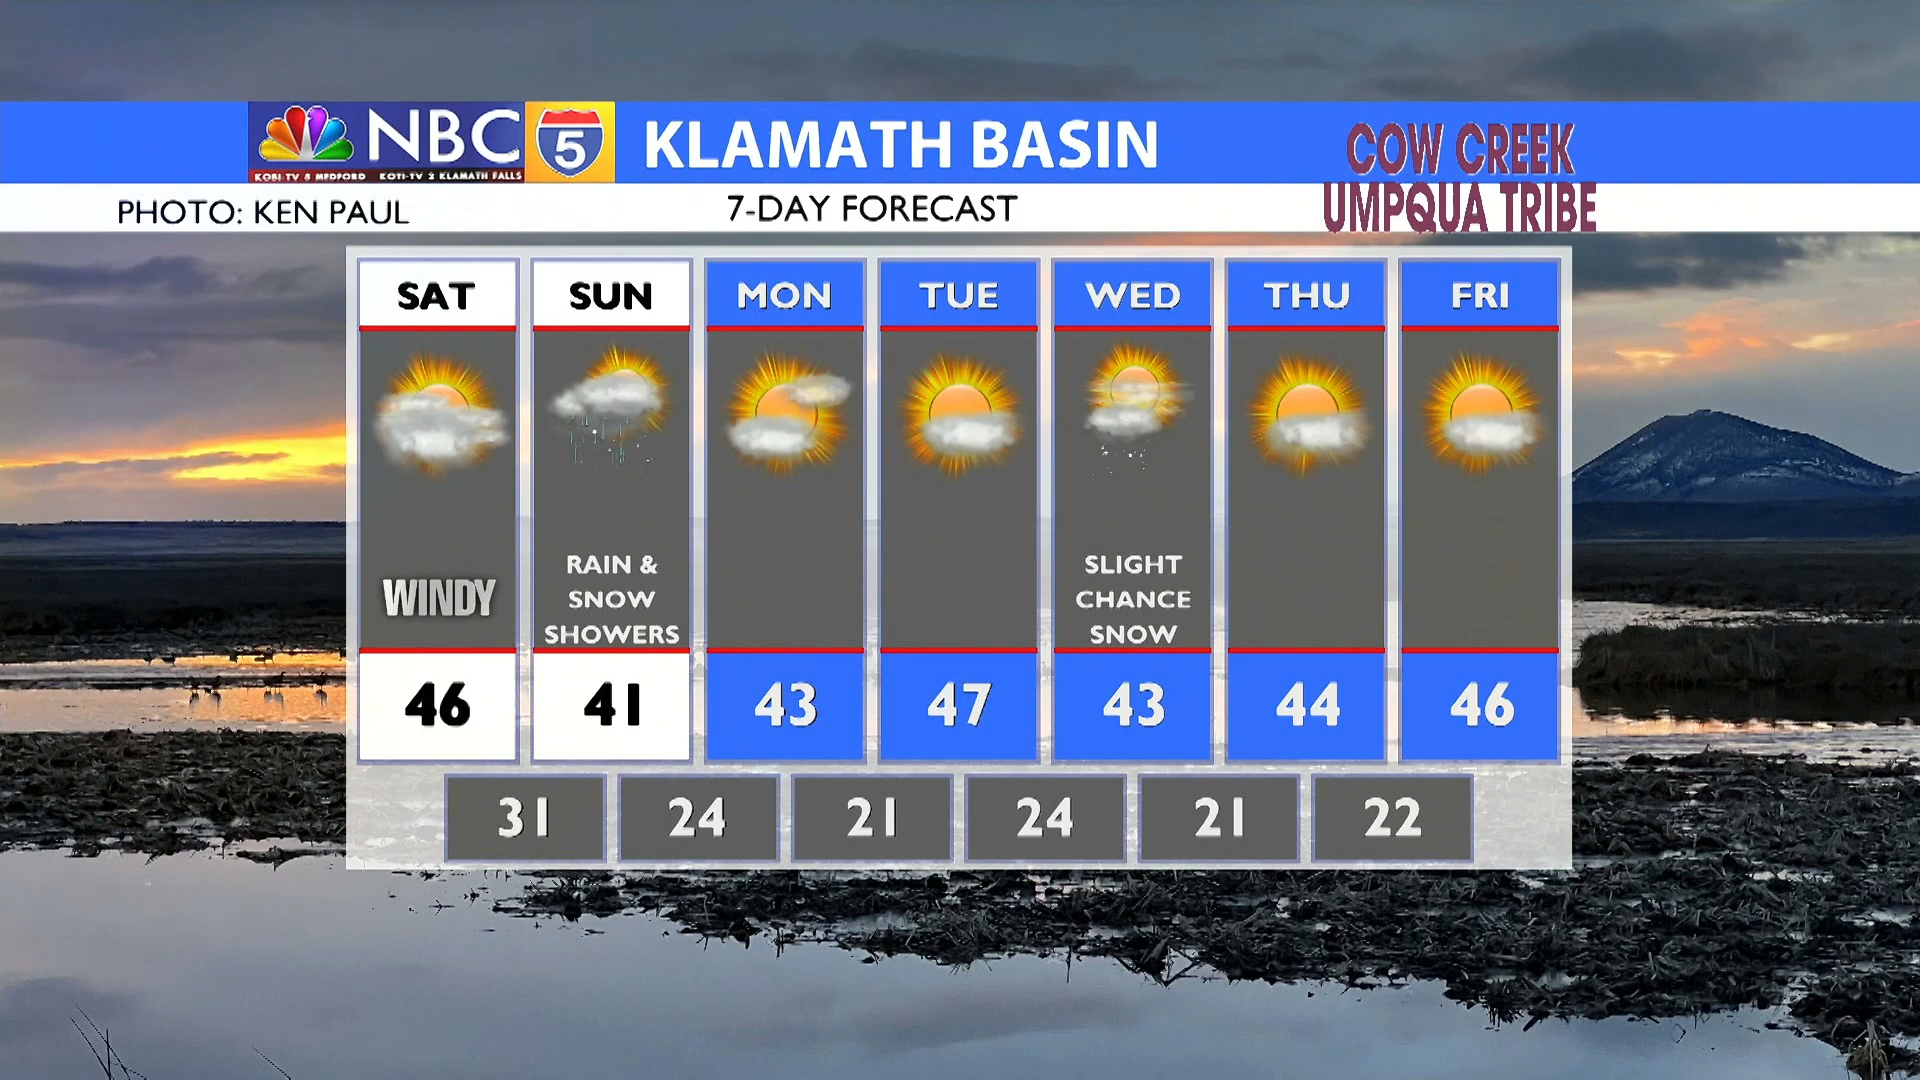 NBC 5
KOBI-TV 5 MEDFORD KOTI-TV 2 KLAMATH FALLS
KLAMATH BASIN
COW CREEK
UMPQUA TRIBE
PHOTO: KEN PAUL
7-DAY FORECAST
SAT SUN MON TUE WED THU FRI
WINDY
RAIN &
SNOW
SHOWERS
SLIGHT
CHANCE
SNOW
46 41 43 47 43 44 46
31 24 21 24 21 22